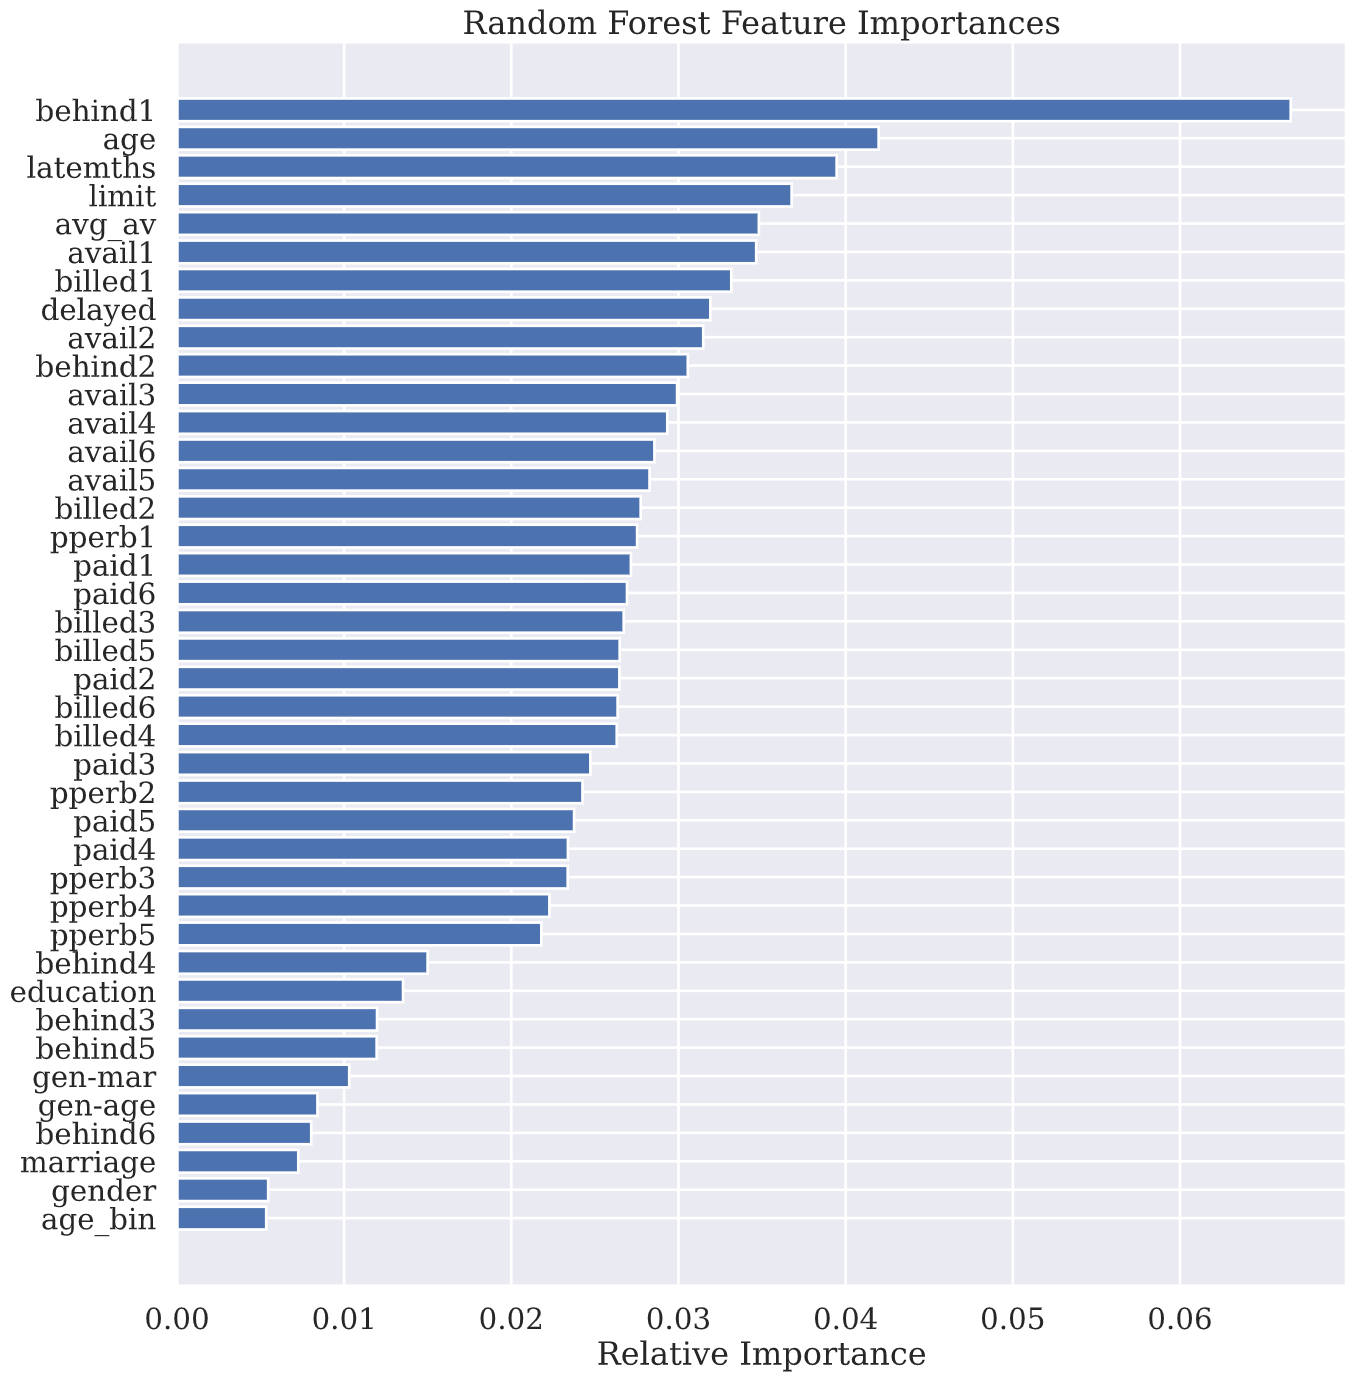 Random Forest Feature Importances
behind1
age
latemths
limit
avg_av
avail1
billed1
delayed
avail2
behind2
avail3
avail4
avail6
avail5
billed2
pperb1
paid1
paid6
billed3
billed5
paid2
billed6
billed4
paid3
pperb2
paid5
paid4
pperb3
pperb4
pperb5
behind4
education
behind3
behind5
gen-mar
gen-age
behind6
marriage
gender
age_bin
0.00 0.01 0.02 0.03 0.04 0.05 0.06
Relative Importance